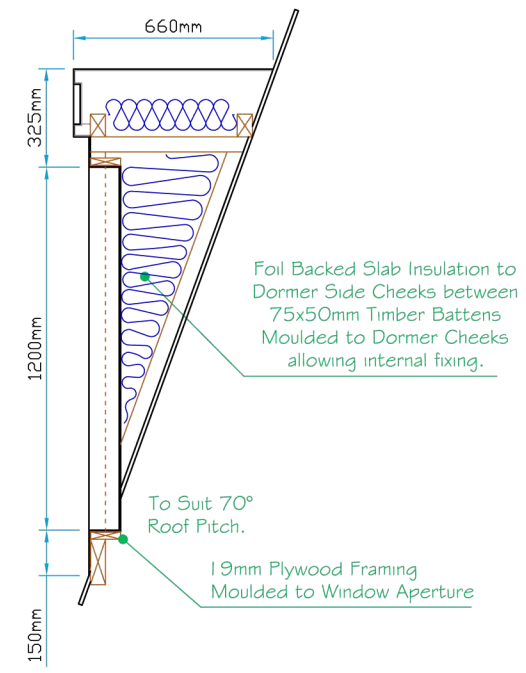 660mm
325mm
Foil Backed Slab Insulation to
Dormer Side Cheeks between
75x50mm Timber Battens
Moulded to Dormer Cheeks
allowing internal fixing.
1200mm
To Suit 70°
Roof Pitch.
19mm Plywood Framing
Moulded to Window Aperture
150mm